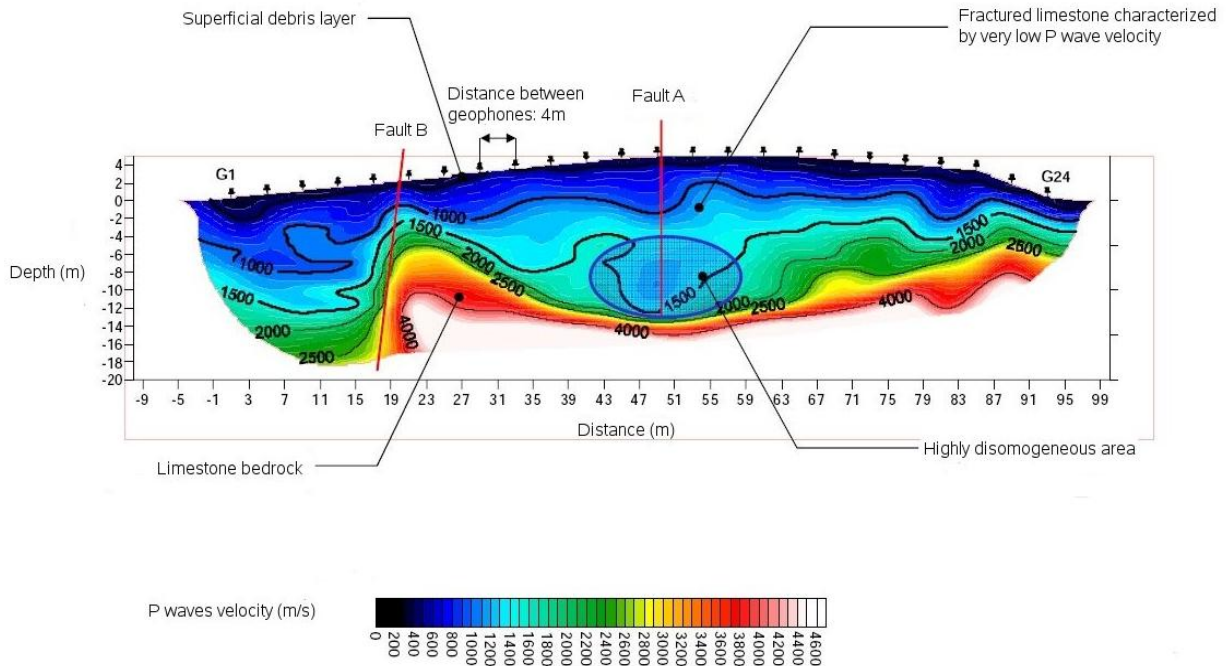 Superficial debris layer
Fractured limestone characterized
by very low P wave velocity
Distance between
geophones: 4m
Fault A
Fault B
G1
G24
4
2
0
-2
-4
-6
-8
-10
-12
-14
-16
-18
-20
Depth (m)
1000
1000
1500
1500
1500
1500
2000
2000
2000
2000
2500
2500
2500
2500
4000
4000
4000
-9 -5 -1 3 7 11 15 19 23 27 31 35 39 43 47 51 55 59 63 67 71 75 79 83 87 91 95 99
Distance (m)
Limestone bedrock
Highly disomogeneous area
P waves velocity (m/s)
0 200 400 600 800 1000 1200 1400 1600 1800 2000 2200 2400 2600 2800 3000 3200 3400 3600 3800 4000 4200 4400 4600